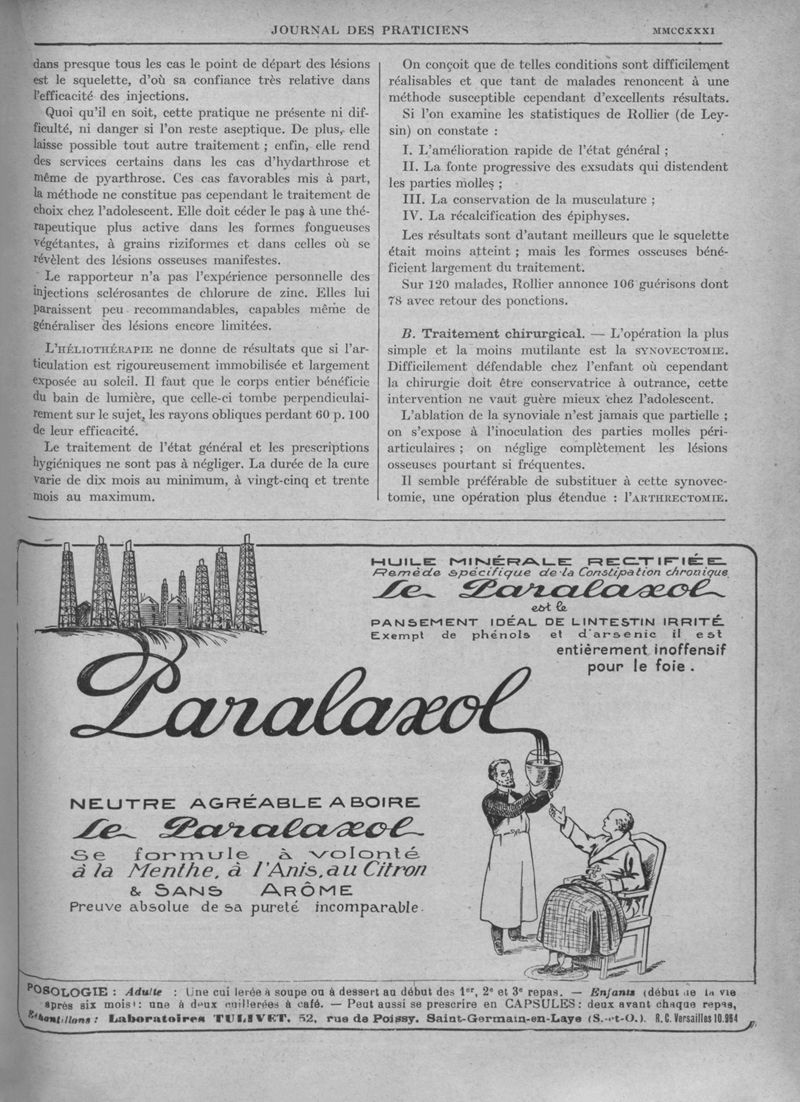 JOURNAL DES PRATICIENS
MMCCXXXI
dans presque tous les cas le point de départ des lésions
est le squelette, d'où sa confiance très relative dans
l'efficacité des injections.
Quoi qu'il en soit, cette pratique ne présente ni dif-
ficulté, ni danger si l'on reste aseptique. De plus, elle
laisse possible tout autre traitement ; enfin, elle rend
des services certains dans les cas d'hydarthrose et
même de pyarthrose. Ces cas favorables mis à part,
la méthode ne constitue pas cependant le traitement de
choix chez l'adolescent. Elle doit céder le pas à une thé-
rapeutique plus active dans les formes fongueuses
végétantes, à grains riziformes et dans celles où se
révèlent des lésions osseuses manifestes.
Le rapporteur n'a pas l'expérience personnelle des
injections sclérosantes de chlorure de zinc. Elles lui
paraissent peu recommandables, capables même de
généraliser des lésions encore limitées.
L'HÉLIOTHÉRAPIE ne donne de résultats que si l'ar-
ticulation est rigoureusement immobilisée et largement
exposée au soleil. Il faut que le corps entier bénéficie
du bain de lumière, que celle-ci tombe perpendiculai-
rement sur le sujet, les rayons obliques perdant 60 p. 100
de leur efficacité.
Le traitement de l'état général et les prescriptions
hygiéniques ne sont pas à négliger. La durée de la cure
varie de dix mois au minimum, à vingt-cinq et trente
mois au maximum.
On conçoit que de telles conditions sont difficilement
réalisables et que tant de malades renoncent à une
méthode susceptible cependant d'excellents résultats.
Si l'on examine les statistiques de Rollier (de Ley-
sin) on constate :
I. L'amélioration rapide de l'état général ;
II. La fonte progressive des exsudats qui distendent
les parties molles ;
III. La conservation de la musculature ;
IV. La récalcification des épiphyses.
Les résultats sont d'autant meilleurs que le squelette
était moins atteint ; mais les formes osseuses béné-
ficient largement du traitement.
Sur 120 malades, Rollier annonce 106 guérisons dont
78 avec retour des ponctions.
B. Traitement chirurgical. — L'opération la plus
simple et la moins mutilante est la SYNOVECTOMIE.
Difficilement défendable chez l'enfant où cependant
la chirurgie doit être conservatrice à outrance, cette
intervention ne vaut guère mieux chez l'adolescent.
L'ablation de la synoviale n'est jamais que partielle ;
on s'expose à l'inoculation des parties molles péri-
articulaires ; on néglige complètement les lésions
osseuses pourtant si fréquentes.
Il semble préférable de substituer à cette synovec-
tomie, une opération plus étendue : l'ARTHRECTOMIE.
HUILE MINÉRALE RECTIFIÉE
Remède spécifique de la Constipation chronique
Le Paralaxol
est le
PANSEMENT IDÉAL DE L'INTESTIN IRRITÉ
Exempt de phénols et d'arsenic il est
entièrement inoffensif
pour le foie.
Paralaxol
NEUTRE AGRÉABLE A BOIRE
Le Paralaxol
Se formule à volonté
à la Menthe, à l'Anis, au Citron
& SANS ARÔME
Preuve absolue de sa pureté incomparable.
POSOLOGIE : Adulte : Une cuillerée à soupe ou à dessert au début des 1er, 2e et 3e repas. — Enfants (début de la vie
après six mois) : une à deux cuillerées à café. — Peut aussi se prescrire en CAPSULES : deux avant chaque repas,
Echantillons : Laboratoires TULIVET. 52, rue de Poissy. Saint-Germain-en-Laye (S.-et-O.). R.C. Versailles 10.984